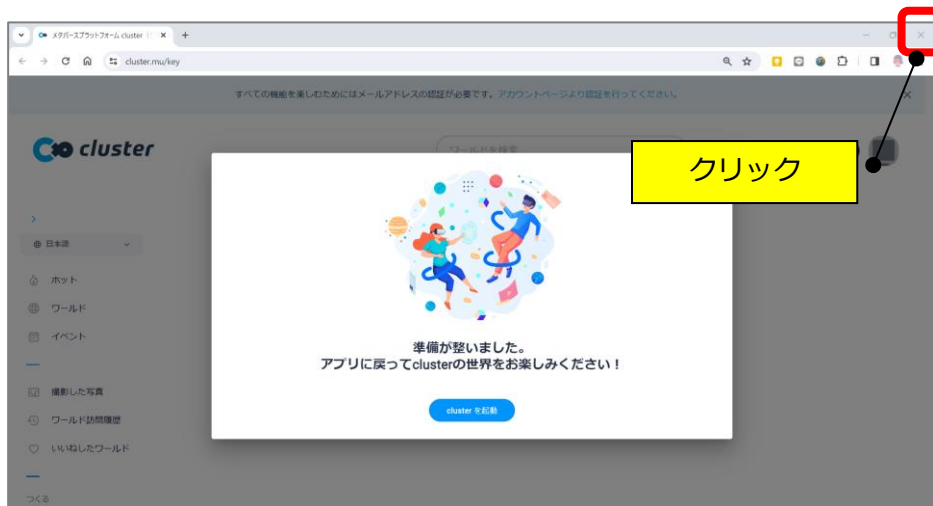 メタバースプラットフォーム cluster
cluster.mu/key
すべての機能を楽しむためにはメールアドレスの認証が必要です。アカウントページより認証を行ってください。
cluster
ワールドを検索
クリック
日本語
ホット
ワールド
イベント
準備が整いました。
アプリに戻ってclusterの世界をお楽しみください！
撮影した写真
cluster を起動
ワールド訪問履歴
いいねしたワールド
つくる